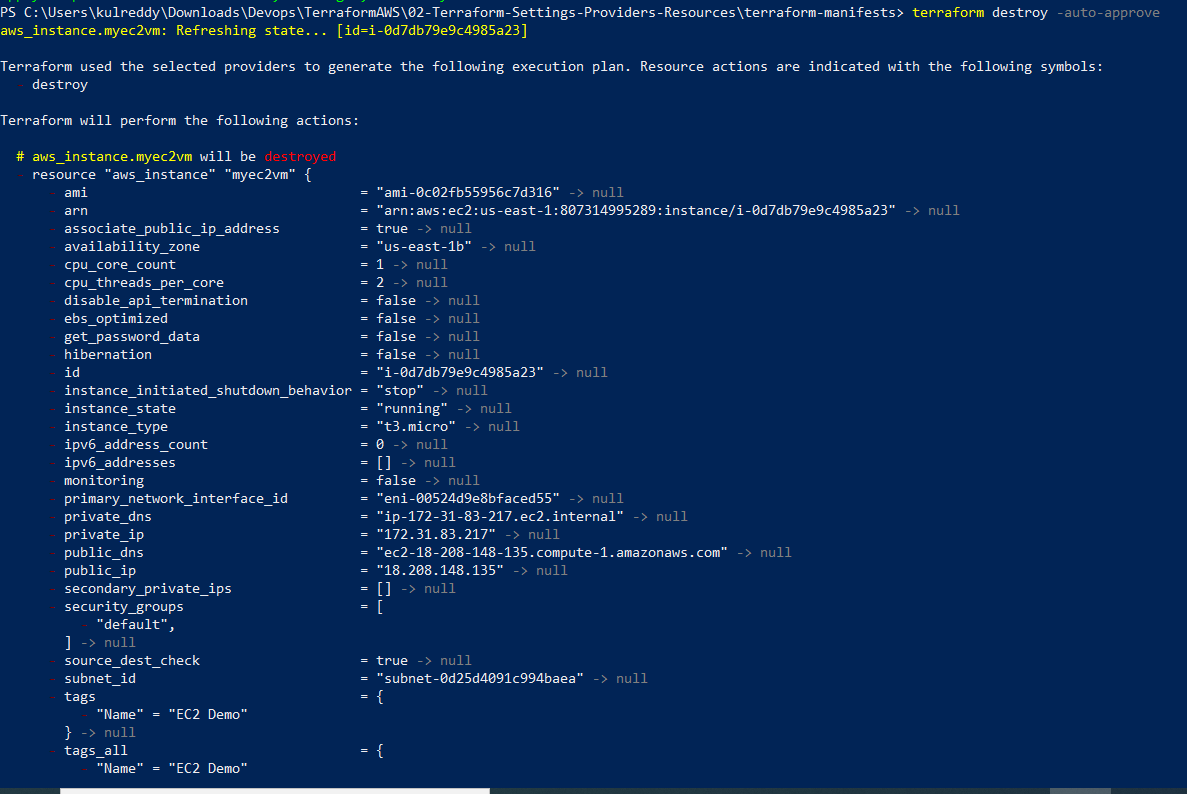 PS C:\Users\kulreddy\Downloads\Devops\TerraformAWS\02-Terraform-Settings-Providers-Resources\terraform-manifests> terraform destroy -auto-approve
aws_instance.myec2vm: Refreshing state... [id=i-0d7db79e9c4985a23]
Terraform used the selected providers to generate the following execution plan. Resource actions are indicated with the following symbols:
- destroy
Terraform will perform the following actions:
# aws_instance.myec2vm will be destroyed
- resource "aws_instance" "myec2vm" {
- ami = "ami-0c02fb55956c7d316" -> null
- arn = "arn:aws:ec2:us-east-1:807314995289:instance/i-0d7db79e9c4985a23" -> null
- associate_public_ip_address = true -> null
- availability_zone = "us-east-1b" -> null
- cpu_core_count = 1 -> null
- cpu_threads_per_core = 2 -> null
- disable_api_termination = false -> null
- ebs_optimized = false -> null
- get_password_data = false -> null
- hibernation = false -> null
- id = "i-0d7db79e9c4985a23" -> null
- instance_initiated_shutdown_behavior = "stop" -> null
- instance_state = "running" -> null
- instance_type = "t3.micro" -> null
- ipv6_address_count = 0 -> null
- ipv6_addresses = [] -> null
- monitoring = false -> null
- primary_network_interface_id = "eni-00524d9e8bfaced55" -> null
- private_dns = "ip-172-31-83-217.ec2.internal" -> null
- private_ip = "172.31.83.217" -> null
- public_dns = "ec2-18-208-148-135.compute-1.amazonaws.com" -> null
- public_ip = "18.208.148.135" -> null
- secondary_private_ips = [] -> null
- security_groups = [
- "default",
] -> null
- source_dest_check = true -> null
- subnet_id = "subnet-0d25d4091c994baea" -> null
- tags = {
- "Name" = "EC2 Demo"
} -> null
- tags_all = {
- "Name" = "EC2 Demo"